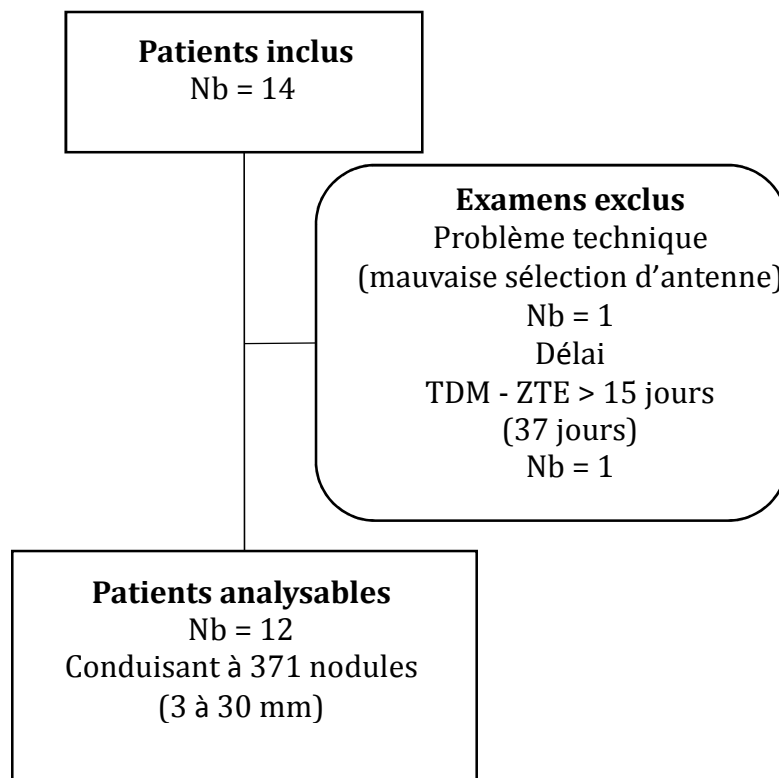 Patients inclus
Nb = 14
Examens exclus
Problème technique
(mauvaise sélection d'antenne)
Nb = 1
Délai
TDM - ZTE > 15 jours
(37 jours)
Nb = 1
Patients analysables
Nb = 12
Conduisant à 371 nodules
(3 à 30 mm)